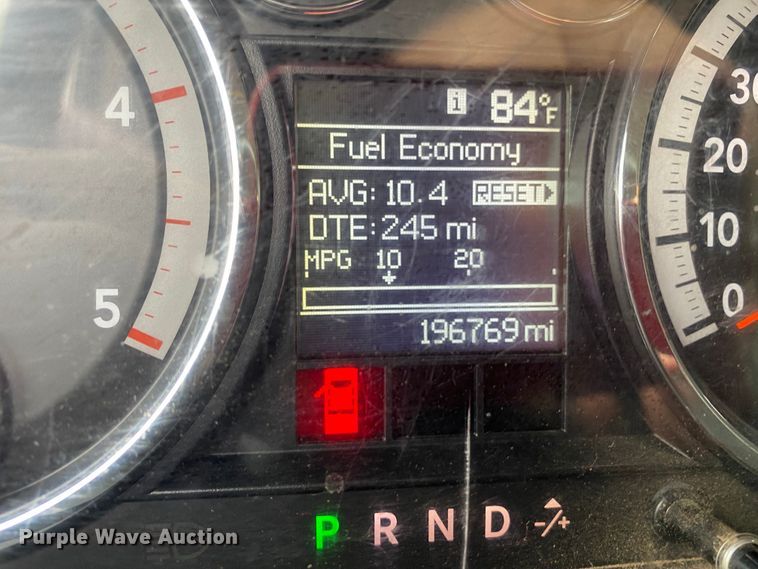 4
5
i 84°F
Fuel Economy
AVG: 10.4 RESET
DTE: 245 mi
MPG 10 20
196769 mi
30
20
10
0
P R N D -/+
Purple Wave Auction